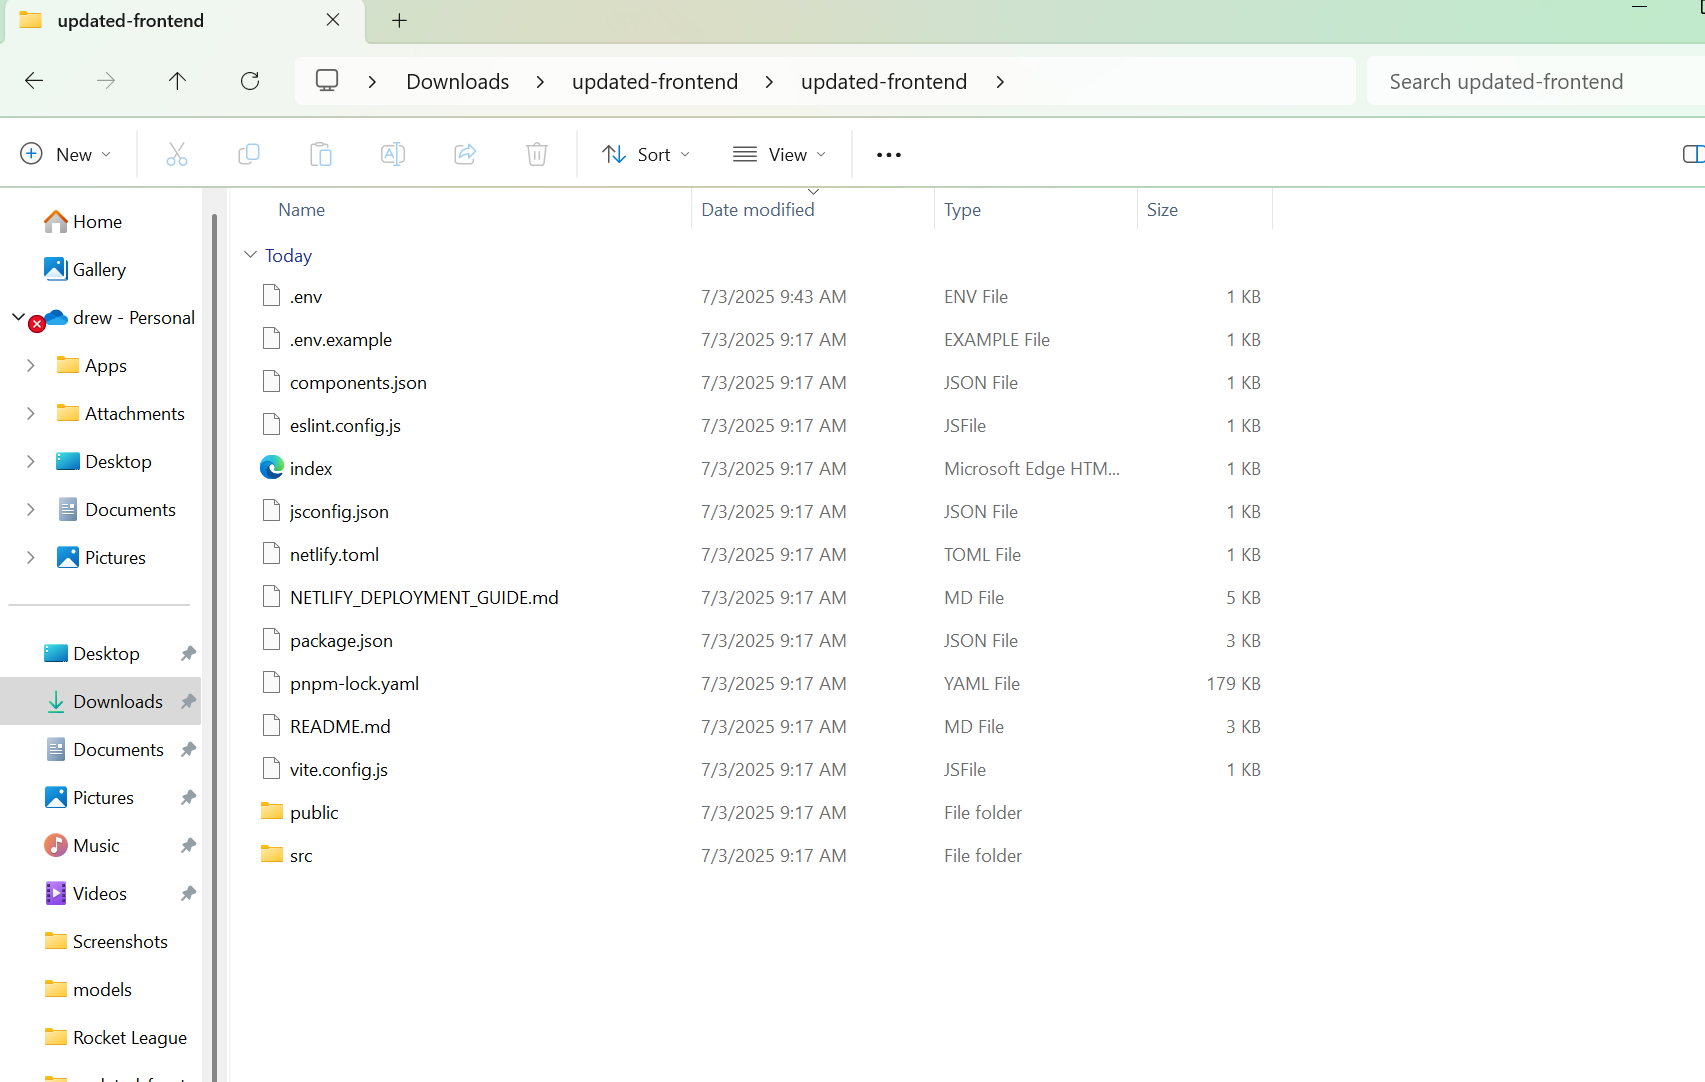 updated-frontend
Downloads updated-frontend updated-frontend Search updated-frontend
New Sort View
Name Date modified Type Size
Home
Gallery
drew - Personal
Apps
Attachments
Desktop
Documents
Pictures
Desktop
Downloads
Documents
Pictures
Music
Videos
Screenshots
models
Rocket League
Today
.env 7/3/2025 9:43 AM ENV File 1 KB
.env.example 7/3/2025 9:17 AM EXAMPLE File 1 KB
components.json 7/3/2025 9:17 AM JSON File 1 KB
eslint.config.js 7/3/2025 9:17 AM JSFile 1 KB
index 7/3/2025 9:17 AM Microsoft Edge HTM... 1 KB
jsconfig.json 7/3/2025 9:17 AM JSON File 1 KB
netlify.toml 7/3/2025 9:17 AM TOML File 1 KB
NETLIFY_DEPLOYMENT_GUIDE.md 7/3/2025 9:17 AM MD File 5 KB
package.json 7/3/2025 9:17 AM JSON File 3 KB
pnpm-lock.yaml 7/3/2025 9:17 AM YAML File 179 KB
README.md 7/3/2025 9:17 AM MD File 3 KB
vite.config.js 7/3/2025 9:17 AM JSFile 1 KB
public 7/3/2025 9:17 AM File folder
src 7/3/2025 9:17 AM File folder